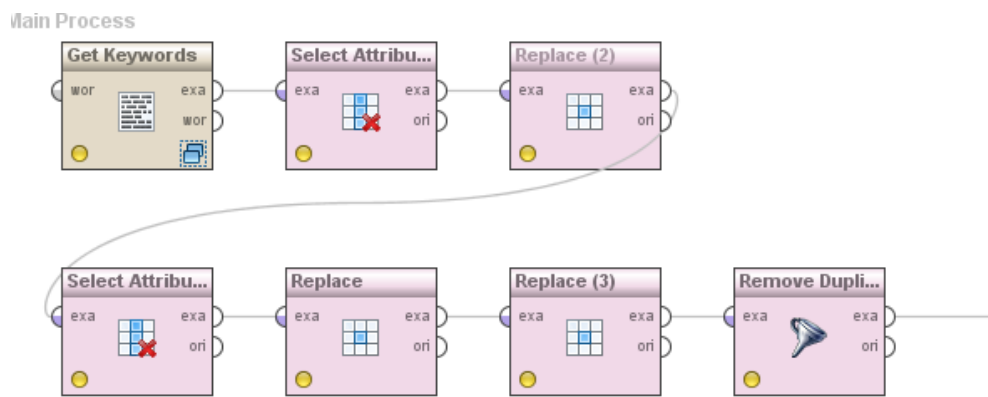 Main Process
Get Keywords
Select Attribu...
Replace (2)
wor exa
exa exa
exa exa
wor
ori
ori
Select Attribu...
Replace
Replace (3)
Remove Dupli...
exa exa
exa exa
exa exa
exa exa
ori
ori
ori
ori